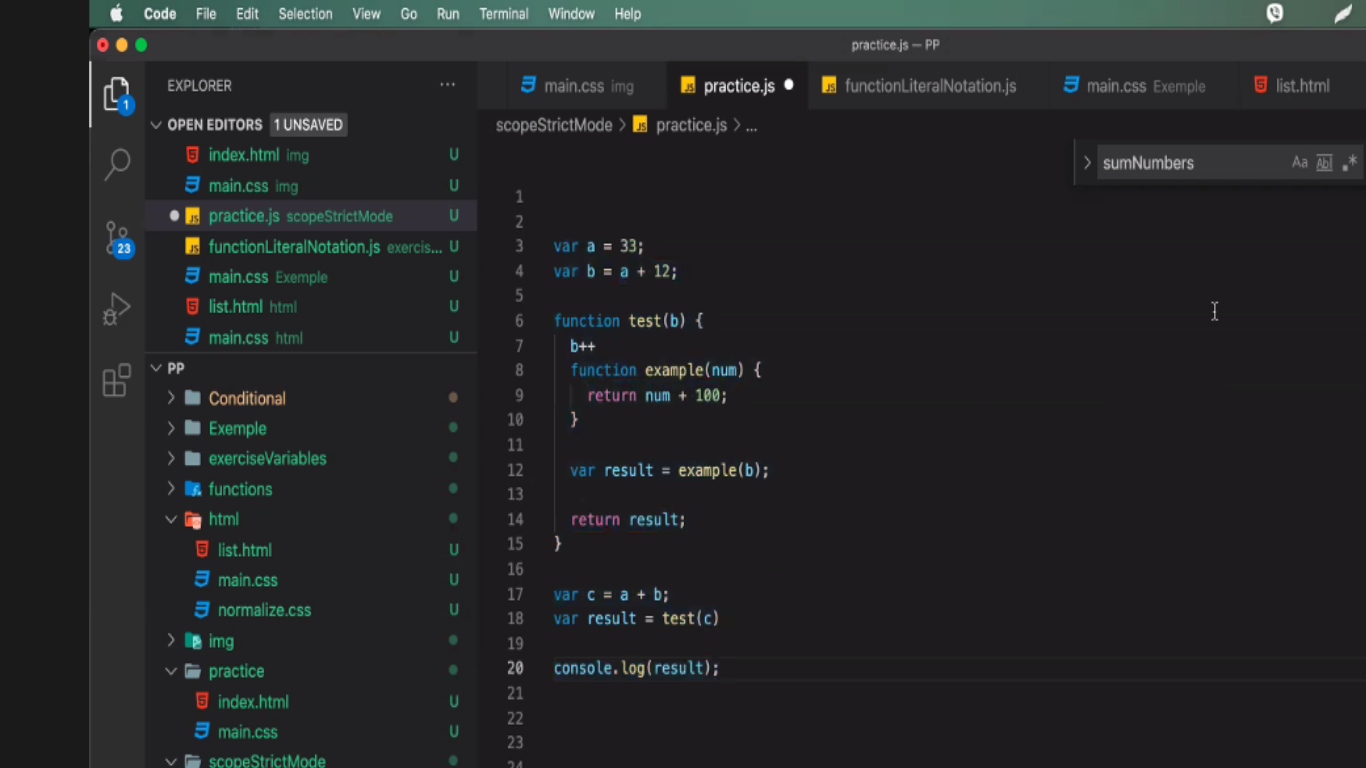 Code File Edit Selection View Go Run Terminal Window Help
practice.js — PP
EXPLORER ...
main.css img
practice.js
functionLiteralNotation.js
main.css Exemple
list.html
1
OPEN EDITORS 1 UNSAVED
scopeStrictMode > practice.js > ...
sumNumbers Aa Ab .*
index.html img U
main.css img U
practice.js scopeStrictMode U
functionLiteralNotation.js exercis... U
main.css Exemple U
list.html html U
main.css html U
23
PP
Conditional
Exemple
exerciseVariables
functions
html
list.html U
main.css U
normalize.css U
img
practice
index.html U
main.css U
scopeStrictMode
1
2
3 var a = 33;
4 var b = a + 12;
5
6 function test(b) {
7 b++
8 function example(num) {
9 return num + 100;
10 }
11
12 var result = example(b);
13
14 return result;
15 }
16
17 var c = a + b;
18 var result = test(c)
19
20 console.log(result);
21
22
23
24